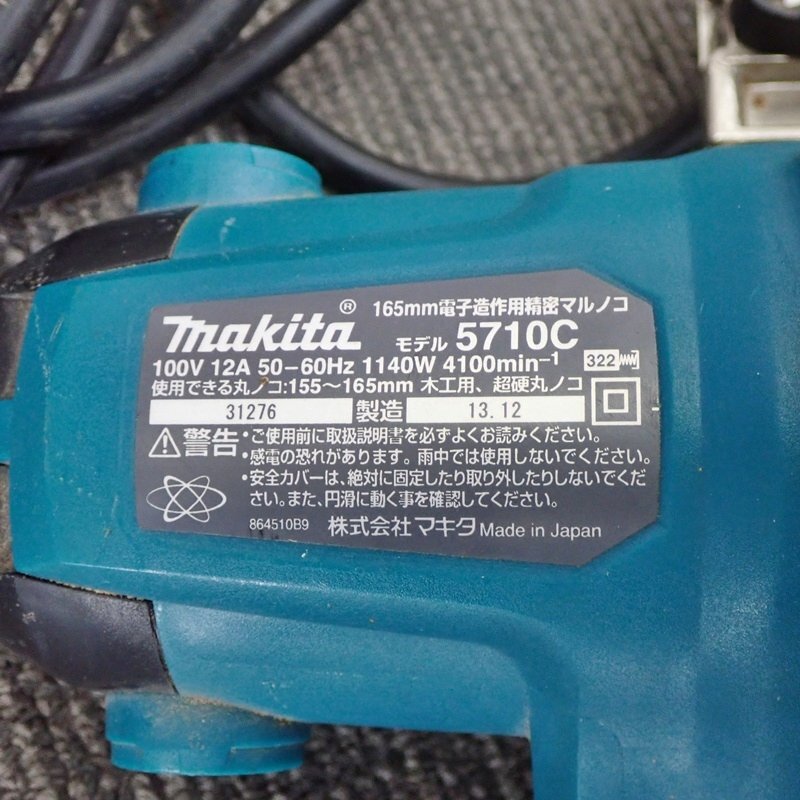 165mm電子造作用精密マルノコ
makita® モデル 5710C
100V 12A 50-60Hz 1140W 4100min⁻¹ 322
使用できる丸ノコ:155〜165mm 木工用、超硬丸ノコ
31276 製造 13.12
警告 •ご使用前に取扱説明書を必ずよくお読みください。
•感電の恐れがあります。雨中では使用しないでください。
•安全カバーは、絶対に固定したり取り外したりしないでくだ
さい。また、円滑に動く事を確認してください。
864510B9 株式会社マキタ Made in Japan